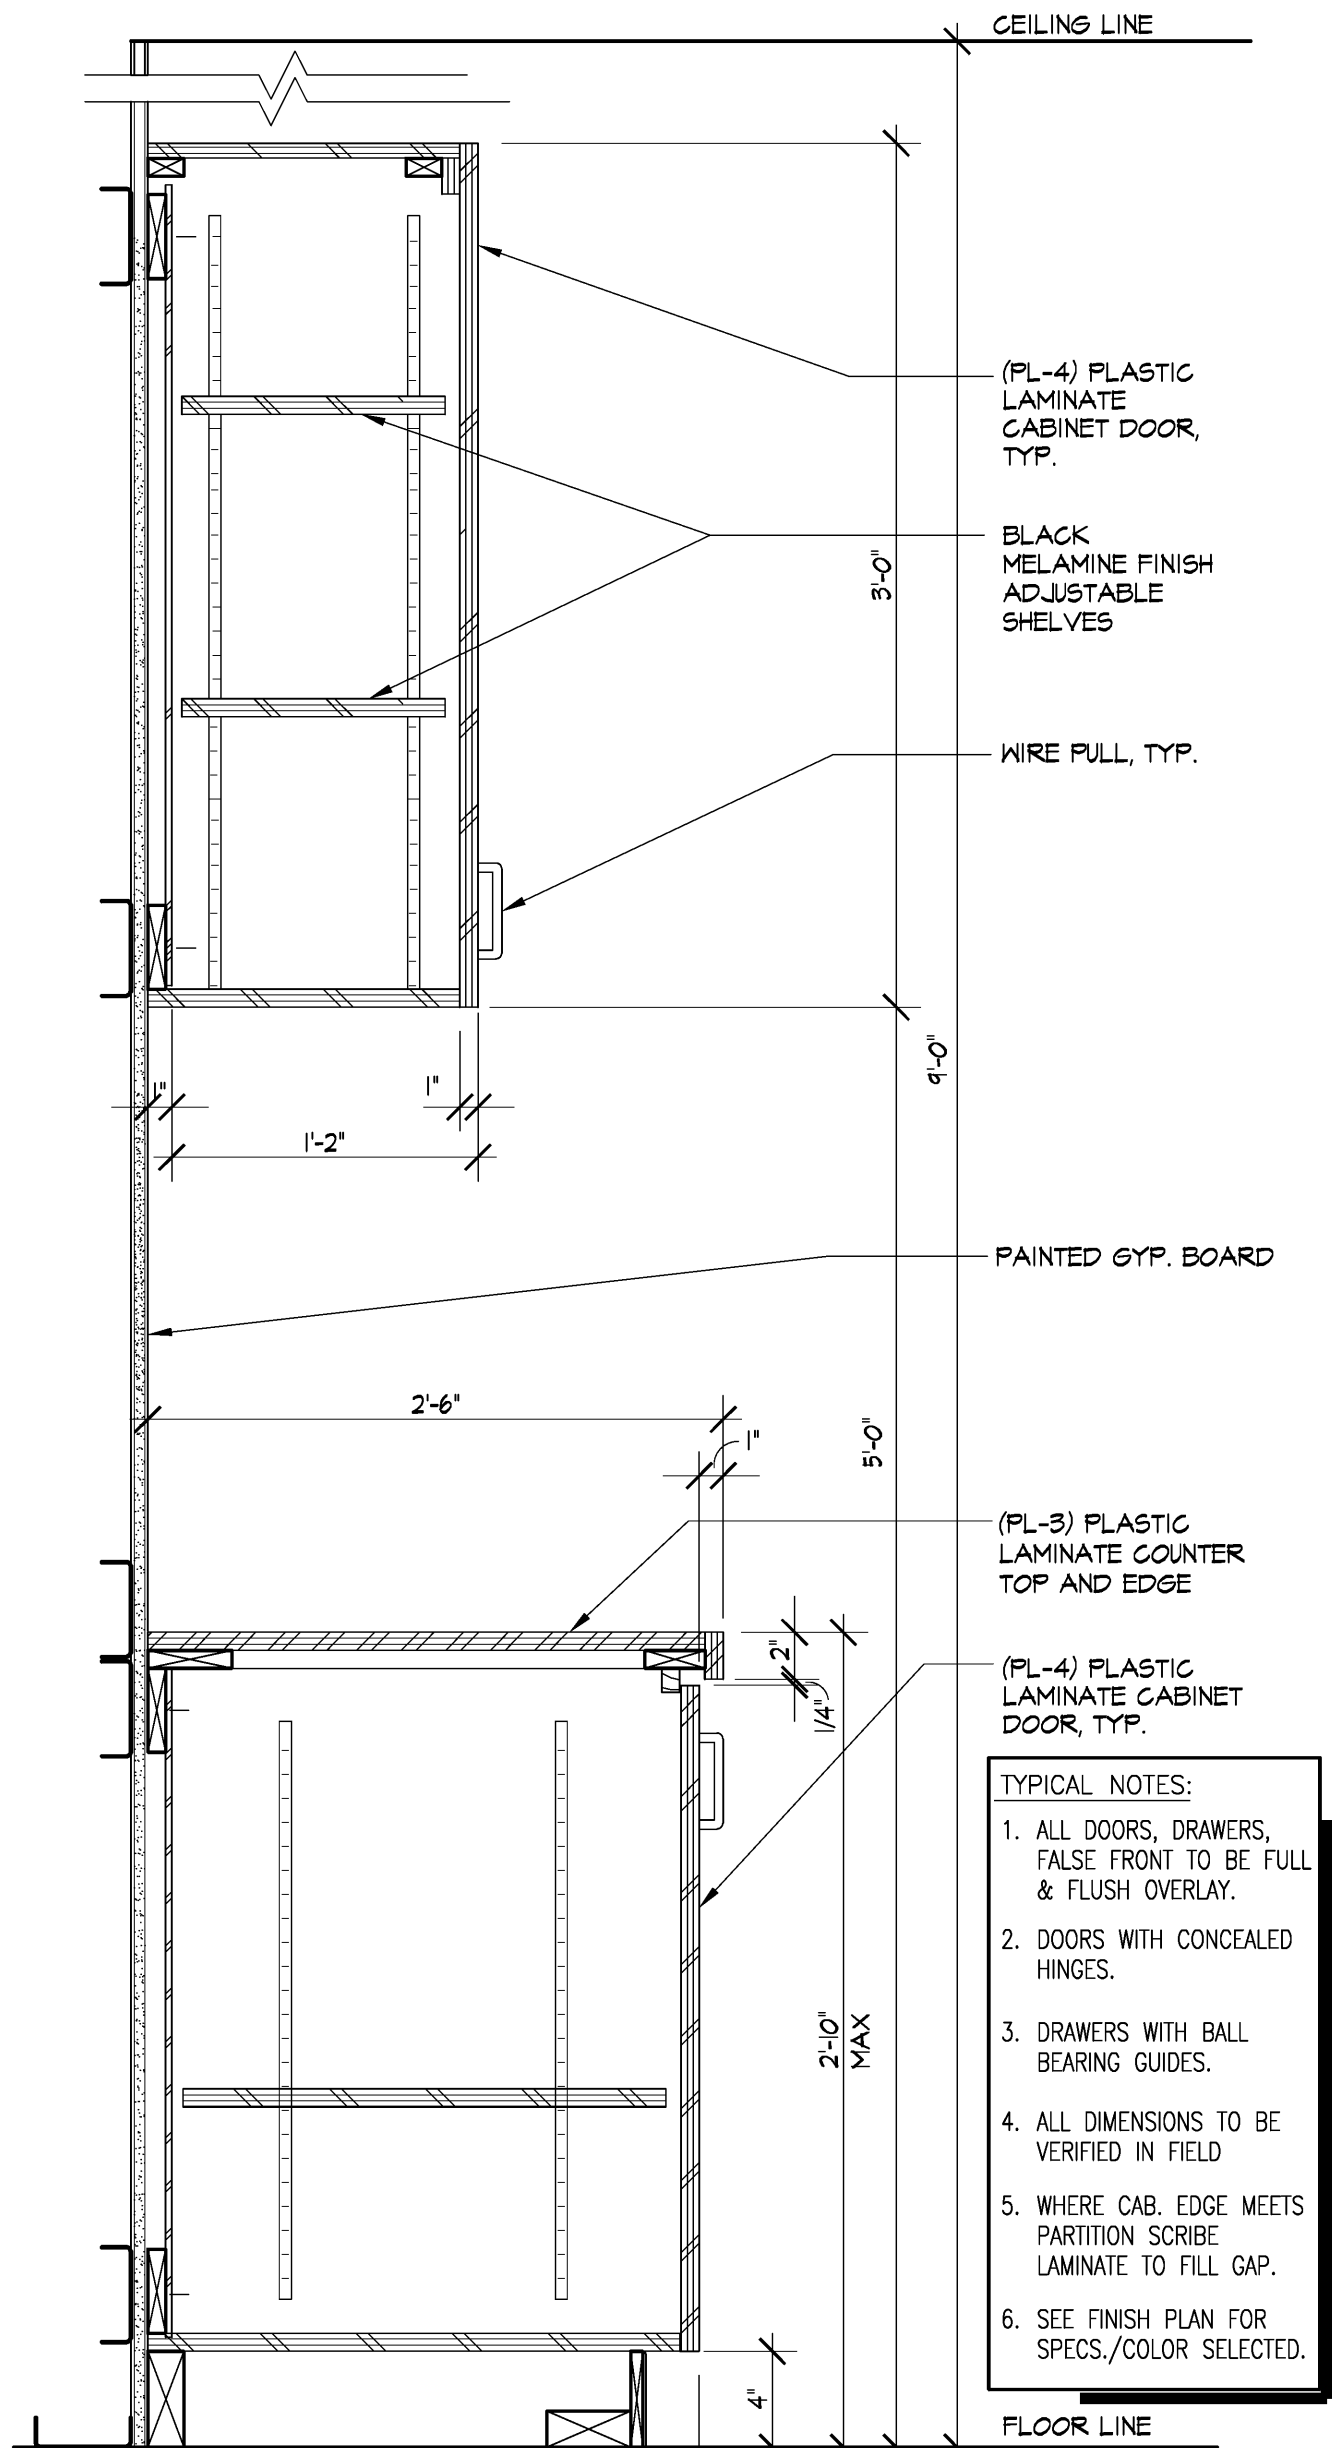 CEILING LINE
(PL-4) PLASTIC
LAMINATE
CABINET DOOR,
TYP.
BLACK
MELAMINE FINISH
ADJUSTABLE
SHELVES
3'-0"
WIRE PULL, TYP.
9'-0"
1"
1"
1'-2"
PAINTED GYP. BOARD
2'-6"
1"
5'-0"
(PL-3) PLASTIC
LAMINATE COUNTER
TOP AND EDGE
2"
1/4"
(PL-4) PLASTIC
LAMINATE CABINET
DOOR, TYP.
TYPICAL NOTES:
1. ALL DOORS, DRAWERS,
FALSE FRONT TO BE FULL
& FLUSH OVERLAY.
2. DOORS WITH CONCEALED
HINGES.
3. DRAWERS WITH BALL
BEARING GUIDES.
4. ALL DIMENSIONS TO BE
VERIFIED IN FIELD
5. WHERE CAB. EDGE MEETS
PARTITION SCRIBE
LAMINATE TO FILL GAP.
6. SEE FINISH PLAN FOR
SPECS./COLOR SELECTED.
2'-10"
MAX
4"
FLOOR LINE